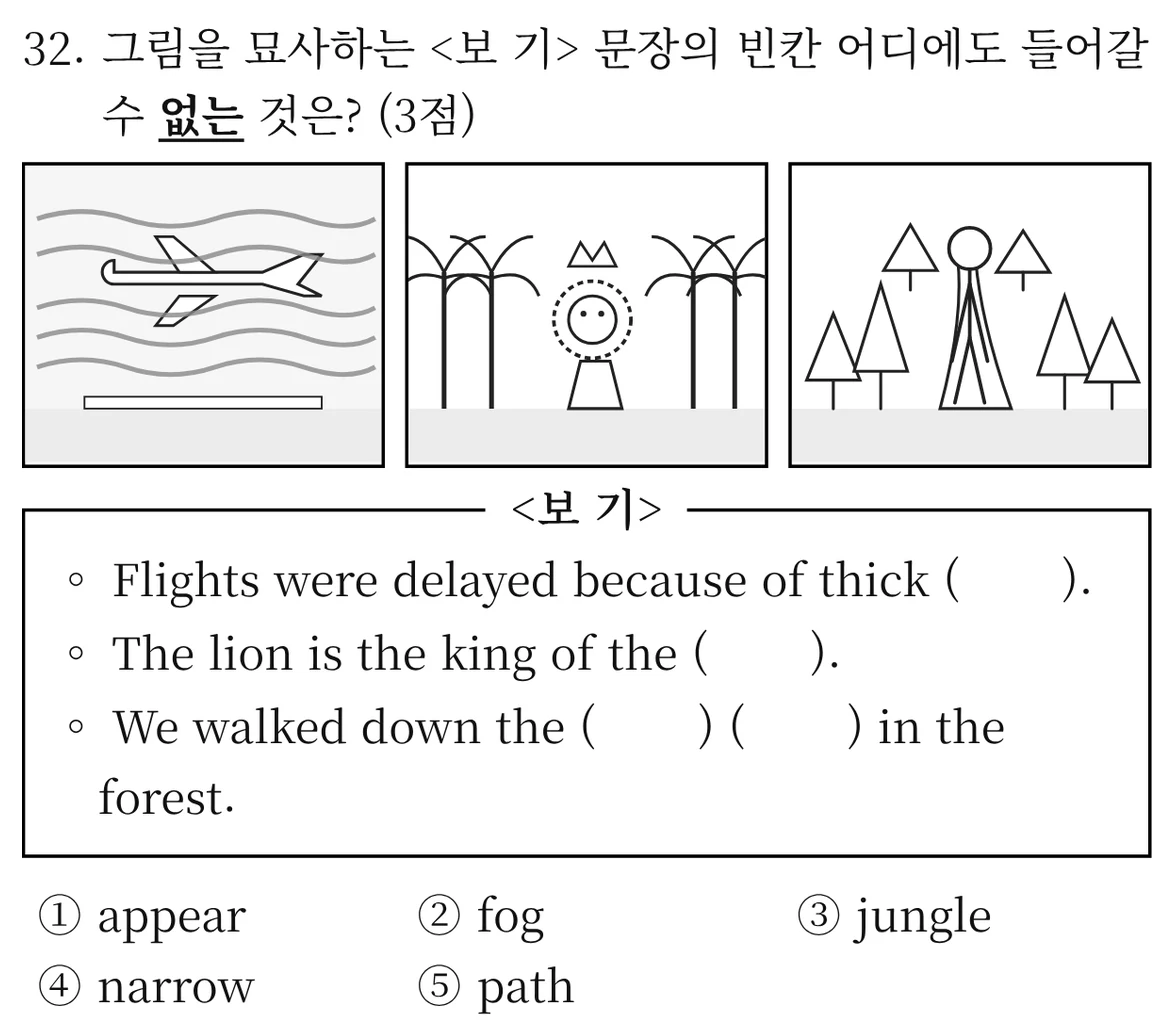 32. 그림을 묘사하는 <보 기> 문장의 빈칸 어디에도 들어갈
수 없는 것은? (3점)
<보 기>
◦ Flights were delayed because of thick (       ).
◦ The lion is the king of the (       ).
◦ We walked down the (       ) (       ) in the
forest.
① appear ② fog ③ jungle
④ narrow ⑤ path